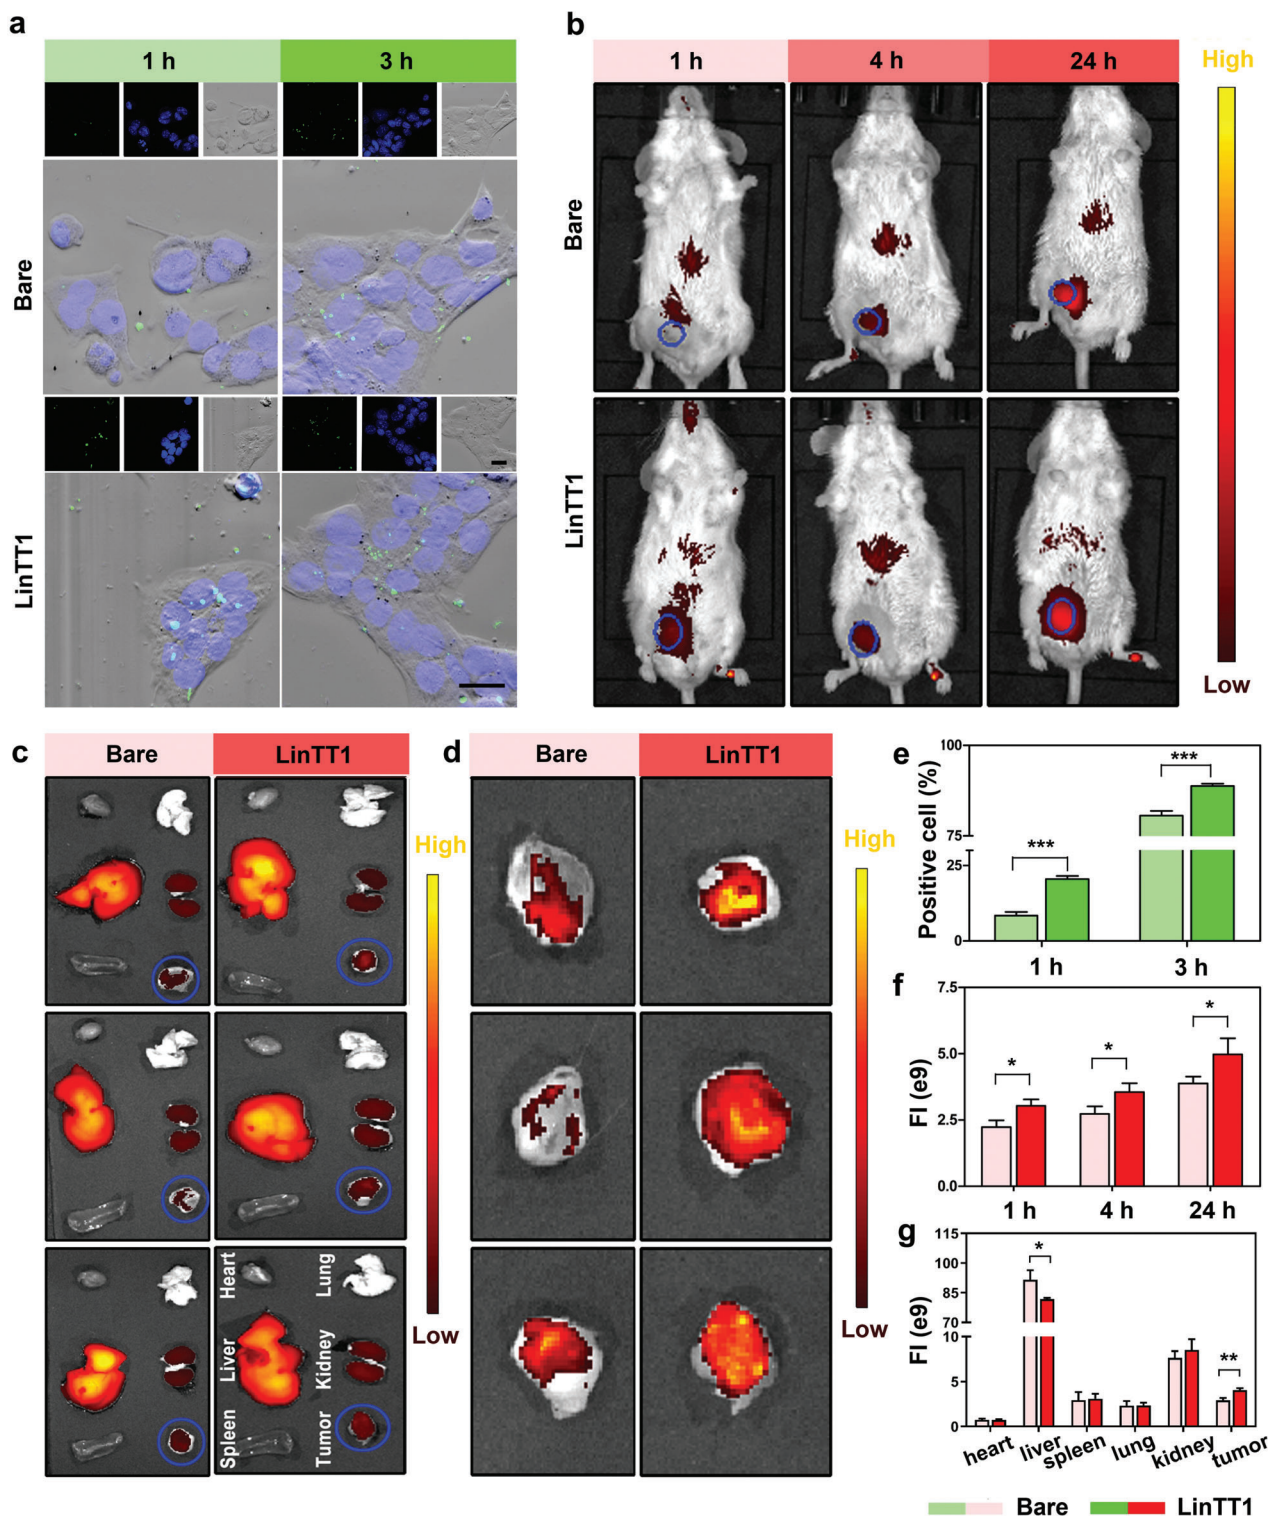 a
1 h
3 h
Bare
LinTT1
b
1 h
4 h
24 h
High
Bare
LinTT1
Low
c
Bare
LinTT1
High
Low
Heart
Lung
Liver
Kidney
Spleen
Tumor
d
Bare
LinTT1
High
Low
e
Positive cell (%)
100
75
25
0
***
***
1 h
3 h
f
FI (e9)
7.5
5.0
2.5
0.0
*
*
*
1 h
4 h
24 h
g
FI (e9)
115
100
85
70
10
5
0
*
**
heart
liver
spleen
lung
kidney
tumor
Bare
LinTT1